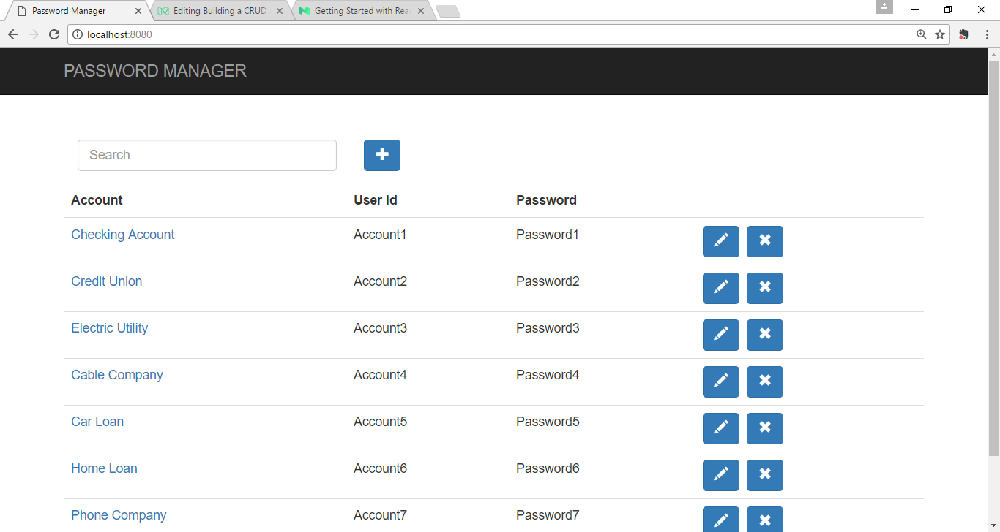 Password Manager Editing Building a CRUD Getting Started with Rea
localhost:8080
PASSWORD MANAGER
Search
Account User Id Password
Checking Account Account1 Password1
Credit Union Account2 Password2
Electric Utility Account3 Password3
Cable Company Account4 Password4
Car Loan Account5 Password5
Home Loan Account6 Password6
Phone Company Account7 Password7